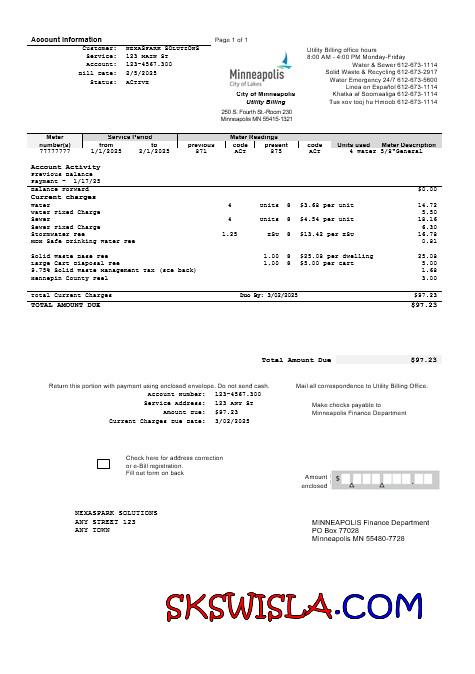 Account Information
Page 1 of 1
Customer: NEXASPARK SOLUTIONS
Service: 123 MAIN St
Account: 123-4567.300
Bill Date: 2/5/2025
Status: Active
Minneapolis
City of Lakes
City of Minneapolis
Utility Billing
250 S. Fourth St.-Room 230
Minneapolis MN 55415-1321
Utility Billing office hours
8:00 AM - 4:00 PM Monday-Friday
Water & Sewer 612-673-1114
Solid Waste & Recycling 612-673-2917
Water Emergency 24/7 612-673-5600
Linea en Español 612-673-1114
Khatka af Soomaaliga 612-673-1114
Tus xov tooj hu Hmoob 612-673-1114
Meter Service Period Meter Readings
number(s) from to previous code present code Units used Meter Description
77777777 1/1/2025 2/1/2025 871 ACT 875 ACT 4 Water 5/8"General
Account Activity
Previous Balance
Payment - 1/17/25
Balance Forward $0.00
Current charges
Water 4 Units @ $3.68 per unit 14.72
Water Fixed Charge 5.50
Sewer 4 Units @ $4.54 per unit 18.16
Sewer Fixed Charge 6.30
Stormwater Fee 1.25 ESU @ $13.42 per ESU 16.78
MDH Safe Drinking Water Fee 0.81
Solid Waste Base Fee 1.00 @ $25.08 per dwelling 25.08
Large Cart Disposal Fee 1.00 @ $5.00 per cart 5.00
9.75% Solid Waste Management Tax (see back) 1.68
Hennepin County Fee1 3.00
Total Current Charges Due By: 3/02/2025 $97.23
TOTAL AMOUNT DUE $97.23
Total Amount Due $97.23
Return this portion with payment using enclosed envelope. Do not send cash.
Mail all correspondence to Utility Billing Office.
Account Number: 123-4567.300
Service Address: 123 ANY St
Amount Due: $97.23
Current Charges Due Date: 3/02/2025
Make checks payable to
Minneapolis Finance Department
Check here for address correction
or e-Bill registration.
Fill out form on back
Amount
enclosed
$
NEXASPARK SOLUTIONS
ANY STREET 123
ANY TOWN
MINNEAPOLIS Finance Department
PO Box 77028
Minneapolis MN 55480-7728
SKSWISLA.COM